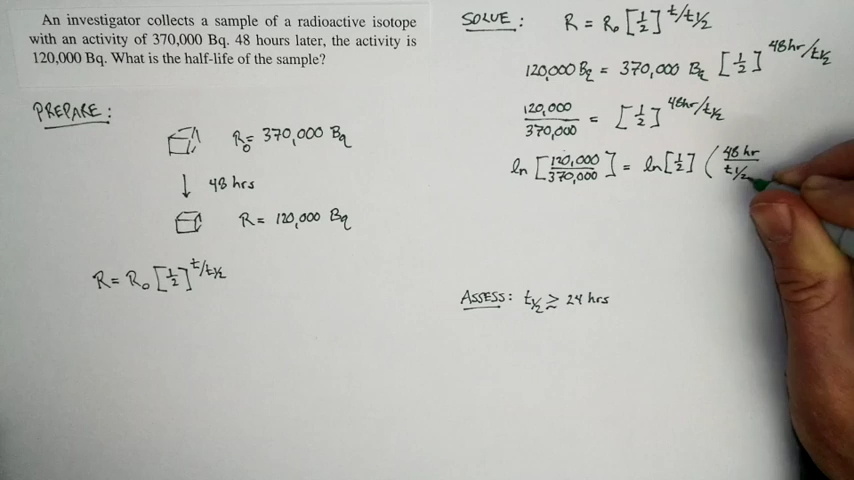 An investigator collects a sample of a radioactive isotope
with an activity of 370,000 Bq. 48 hours later, the activity is
120,000 Bq. What is the half-life of the sample?
PREPARE:
R₀ = 370,000 Bq
↓ 48 hrs
R = 120,000 Bq
R = R₀ [1/2]^t/t½
SOLVE: R = R₀ [1/2]^t/t½
120,000 Bq = 370,000 Bq [1/2]^48hr/t½
120,000/370,000 = [1/2]^48hr/t½
ln [120,000/370,000] = ln [1/2] (48 hr/t½
ASSESS: t½ ≳ 24 hrs